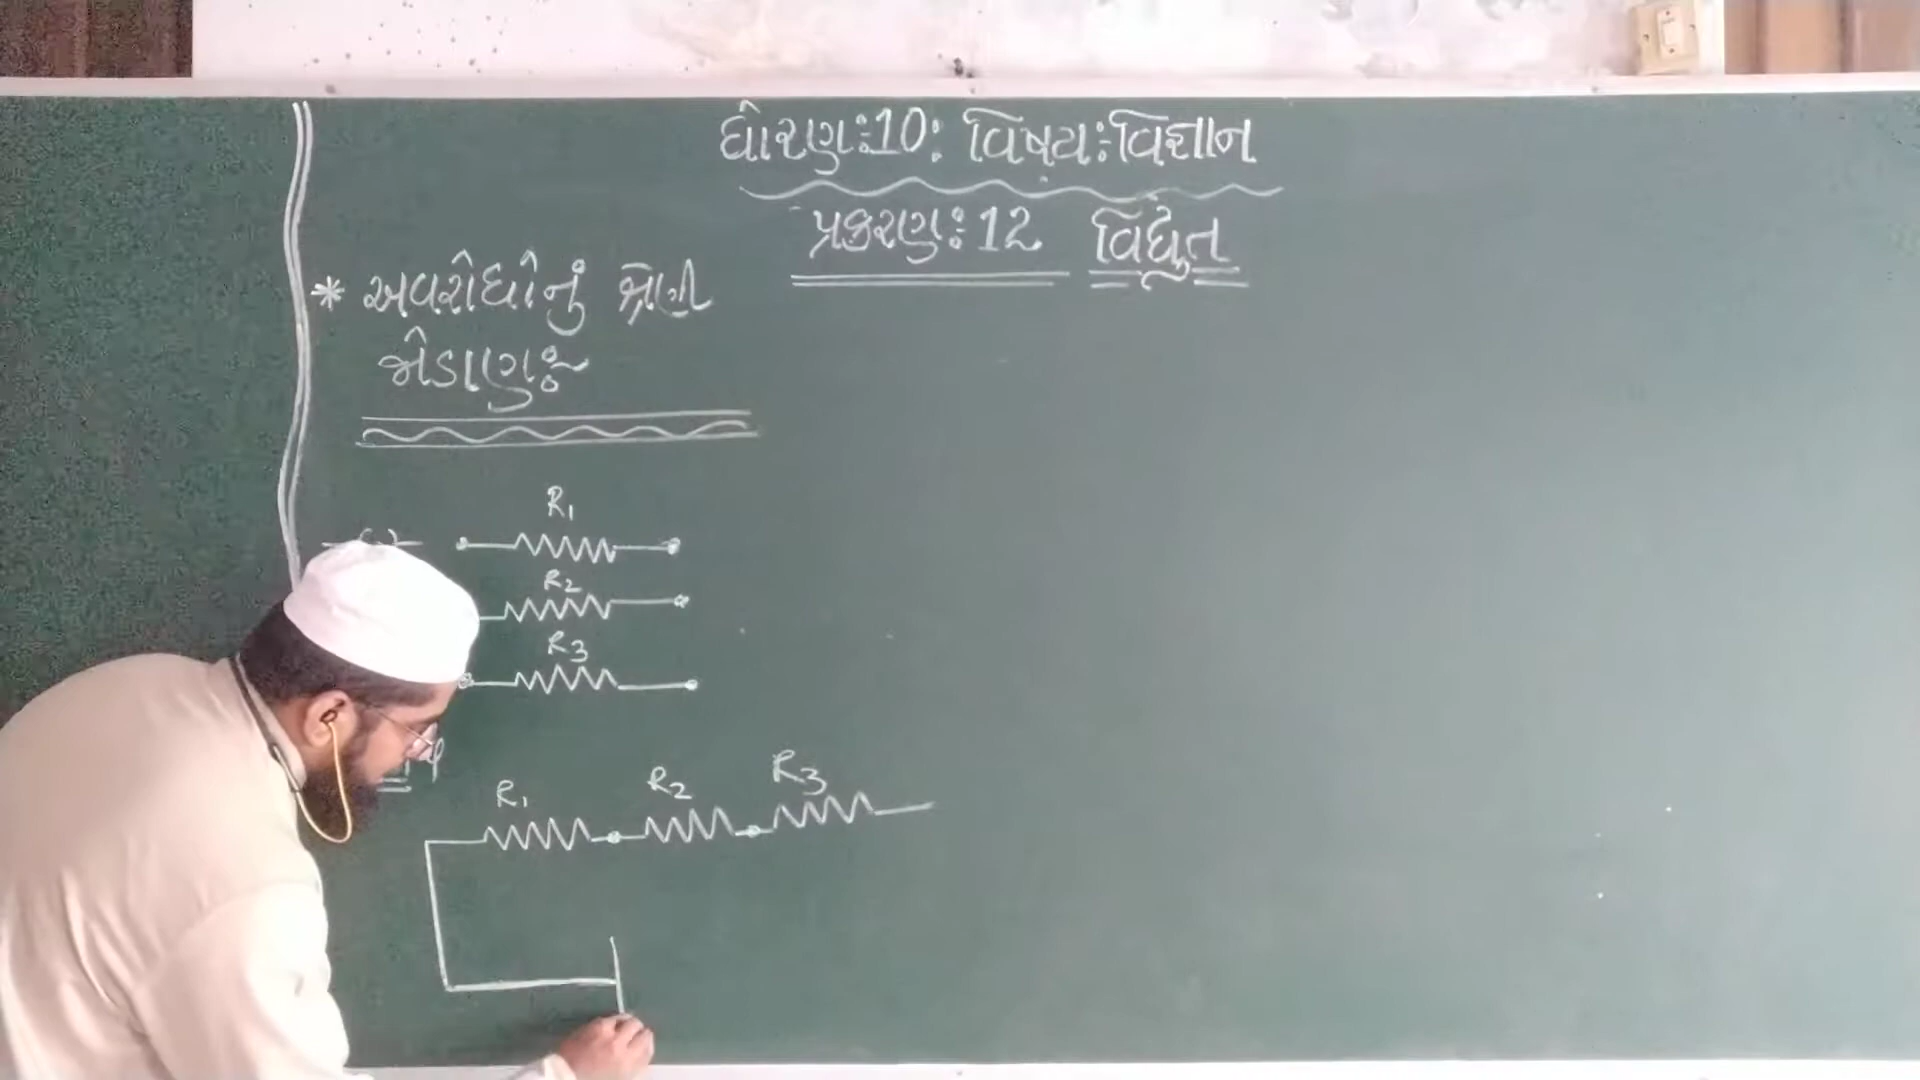 ધોરણ:10: વિષય:વિજ્ઞાન
પ્રકરણ: 12 વિદ્યુત
* અવરોધોનું શ્રેણી
જોડાણ:~
R₁
R₂
R₃
R₁ R₂ R₃